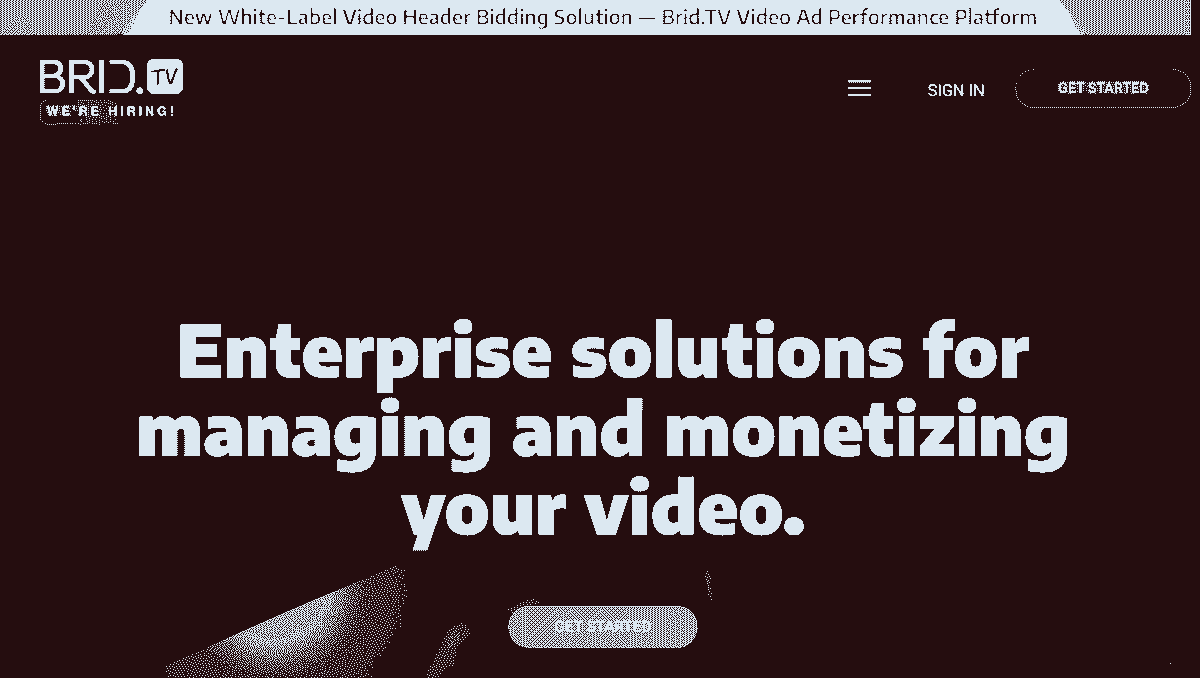 New White-Label Video Header Bidding Solution — Brid.TV Video Ad Performance Platform
BRID.TV
WE'RE HIRING!
SIGN IN
GET STARTED
Enterprise solutions for
managing and monetizing
your video.
GET STARTED